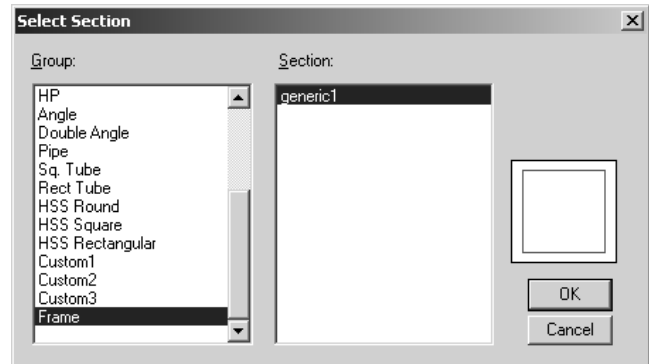 Select Section
Group:
Section:
HP
Angle
Double Angle
Pipe
Sq. Tube
Rect Tube
HSS Round
HSS Square
HSS Rectangular
Custom1
Custom2
Custom3
Frame
generic1
OK
Cancel